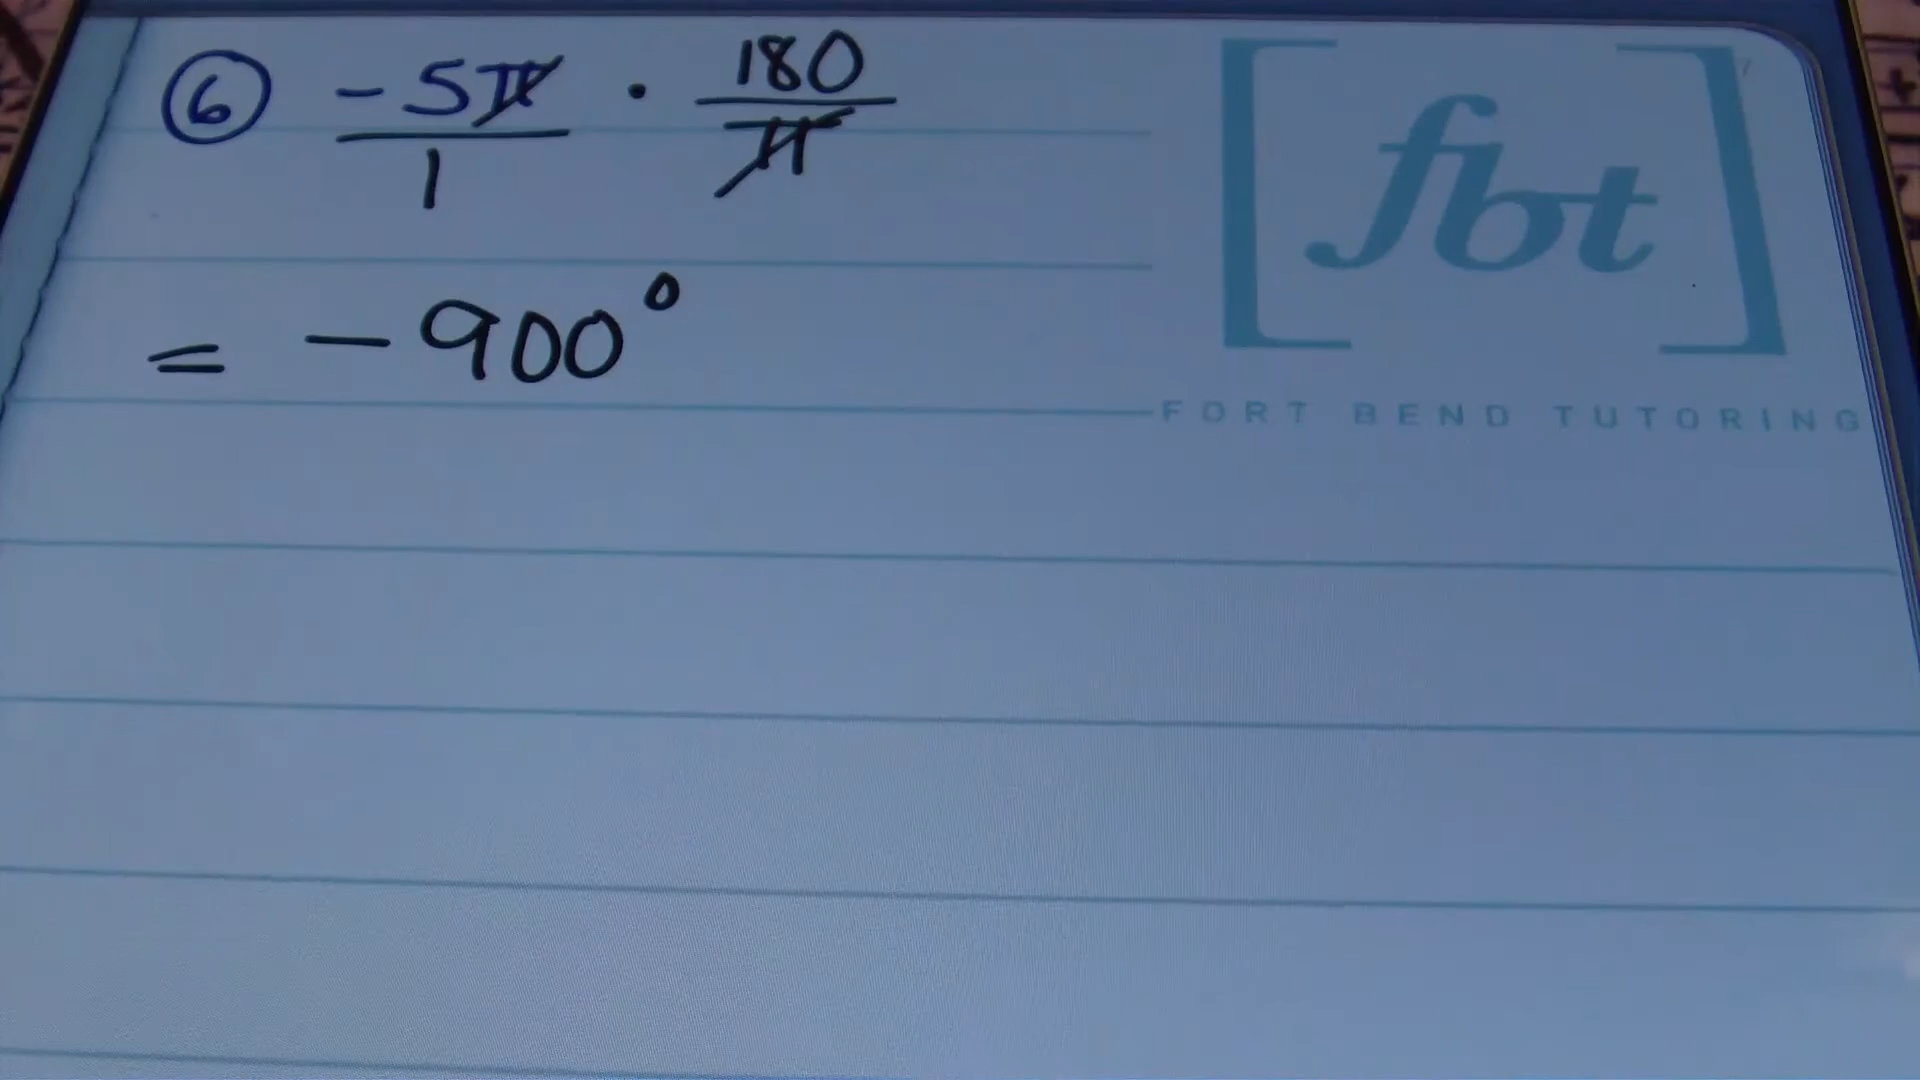 ⑥ -5π/1 · 180/π
= -900°
fbt
FORT BEND TUTORING